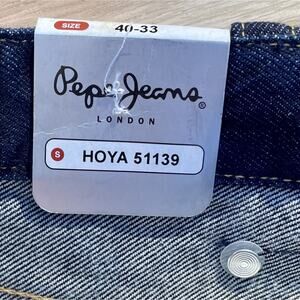 SIZE 40-33
Pepe Jeans®
LONDON
S HOYA 51139